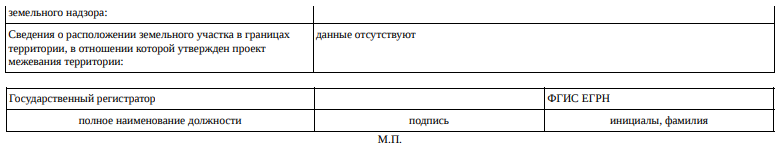 земельного надзора:
Сведения о расположении земельного участка в границах данные отсутствуют
территории, в отношении которой утвержден проект
межевания территории:
Государственный регистратор ФГИС ЕГРН
полное наименование должности подпись инициалы, фамилия
М.П.